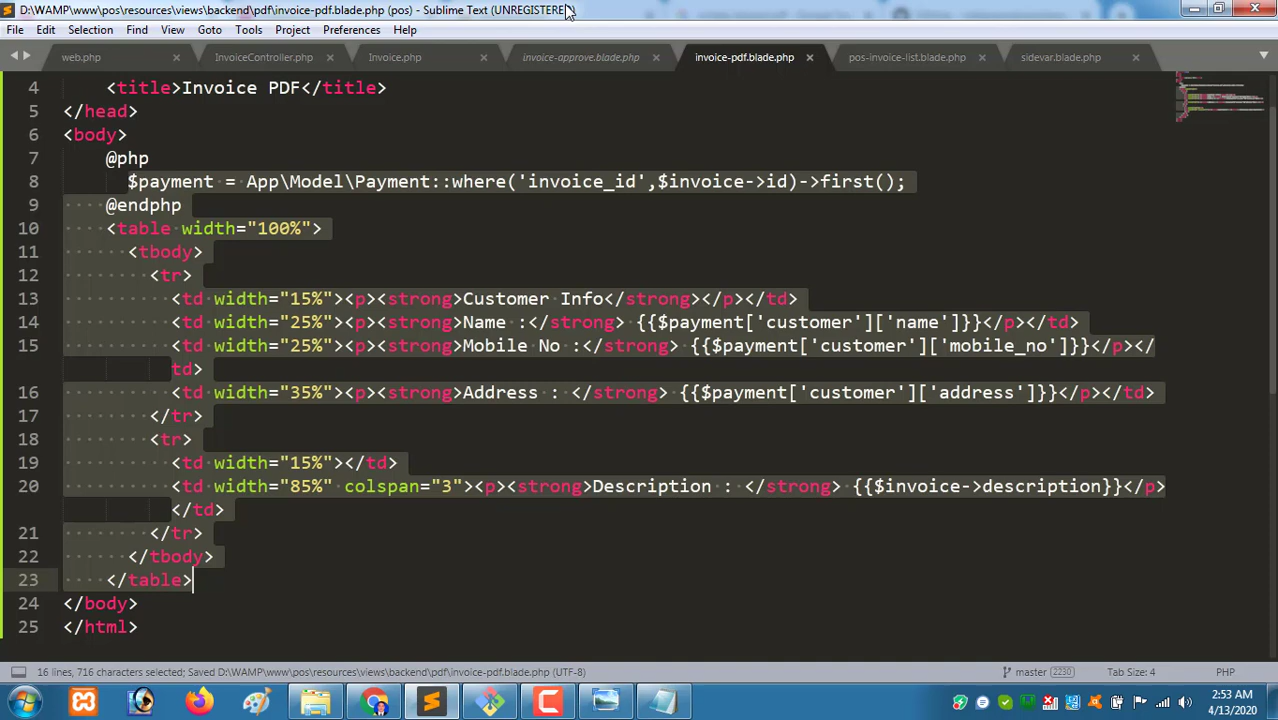 D:\WAMP\www\pos\resources\views\backend\pdf\invoice-pdf.blade.php (pos) - Sublime Text (UNREGISTERED)
File Edit Selection Find View Goto Tools Project Preferences Help
web.php InvoiceController.php Invoice.php invoice-approve.blade.php invoice-pdf.blade.php pos-invoice-list.blade.php sidevar.blade.php
4 <title>Invoice PDF</title>
5 </head>
6 <body>
7 @php
8 $payment = App\Model\Payment::where('invoice_id',$invoice->id)->first();
9 @endphp
10 <table width="100%">
11 <tbody>
12 <tr>
13 <td width="15%"><p><strong>Customer Info</strong></p></td>
14 <td width="25%"><p><strong>Name :</strong> {{$payment['customer']['name']}}</p></td>
15 <td width="25%"><p><strong>Mobile No :</strong> {{$payment['customer']['mobile_no']}}</p></
td>
16 <td width="35%"><p><strong>Address : </strong> {{$payment['customer']['address']}}</p></td>
17 </tr>
18 <tr>
19 <td width="15%"></td>
20 <td width="85%" colspan="3"><p><strong>Description : </strong> {{$invoice->description}}</p>
</td>
21 </tr>
22 </tbody>
23 </table>
24 </body>
25 </html>
16 lines, 716 characters selected; Saved D:\WAMP\www\pos\resources\views\backend\pdf\invoice-pdf.blade.php (UTF-8) master 2230 Tab Size: 4 PHP
2:53 AM
4/13/2020